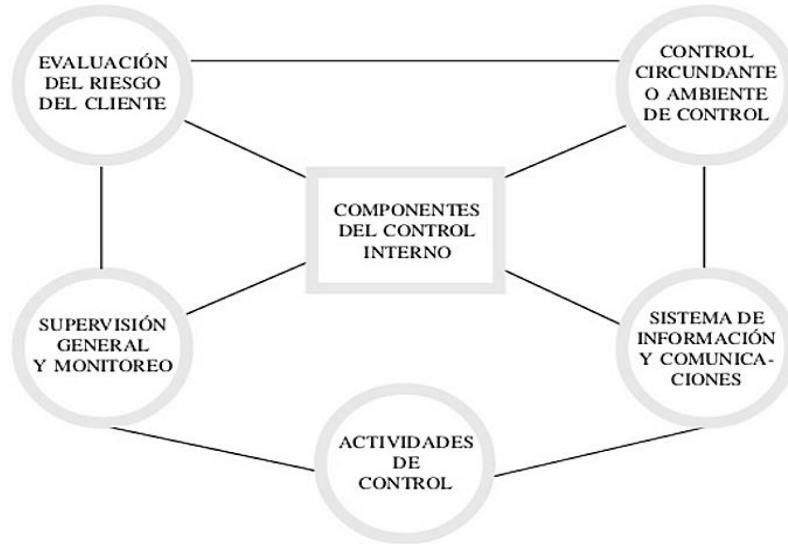 EVALUACIÓN
DEL RIESGO
DEL CLIENTE
CONTROL
CIRCUNDANTE
O AMBIENTE
DE CONTROL
COMPONENTES
DEL CONTROL
INTERNO
SUPERVISIÓN
GENERAL
Y MONITOREO
SISTEMA DE
INFORMACIÓN
Y COMUNICA-
CIONES
ACTIVIDADES
DE
CONTROL